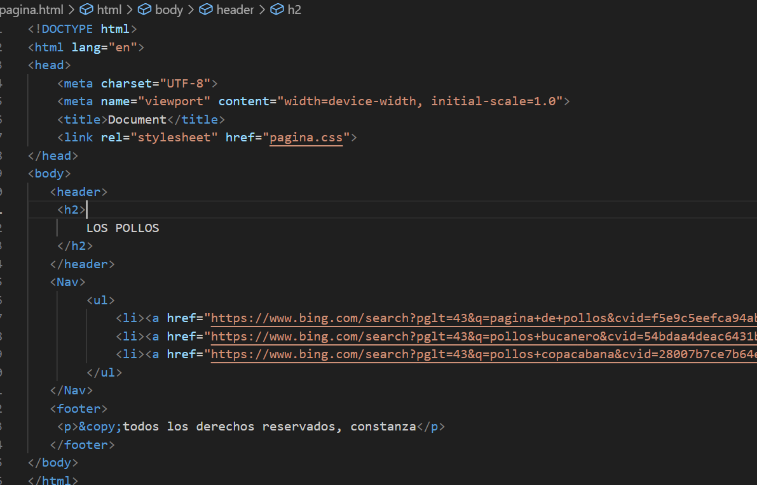 pagina.html > html > body > header > h2
<!DOCTYPE html>
<html lang="en">
<head>
<meta charset="UTF-8">
<meta name="viewport" content="width=device-width, initial-scale=1.0">
<title>Document</title>
<link rel="stylesheet" href="pagina.css">
</head>
<body>
<header>
<h2>
LOS POLLOS
</h2>
</header>
<Nav>
<ul>
<li><a href="https://www.bing.com/search?pglt=43&q=pagina+de+pollos&cvid=f5e9c5eefca94a
<li><a href="https://www.bing.com/search?pglt=43&q=pollos+bucanero&cvid=54bdaa4deac6431
<li><a href="https://www.bing.com/search?pglt=43&q=pollos+copacabana&cvid=28007b7ce7b64
</ul>
</Nav>
<footer>
<p>&copy;todos los derechos reservados, constanza</p>
</footer>
</body>
</html>